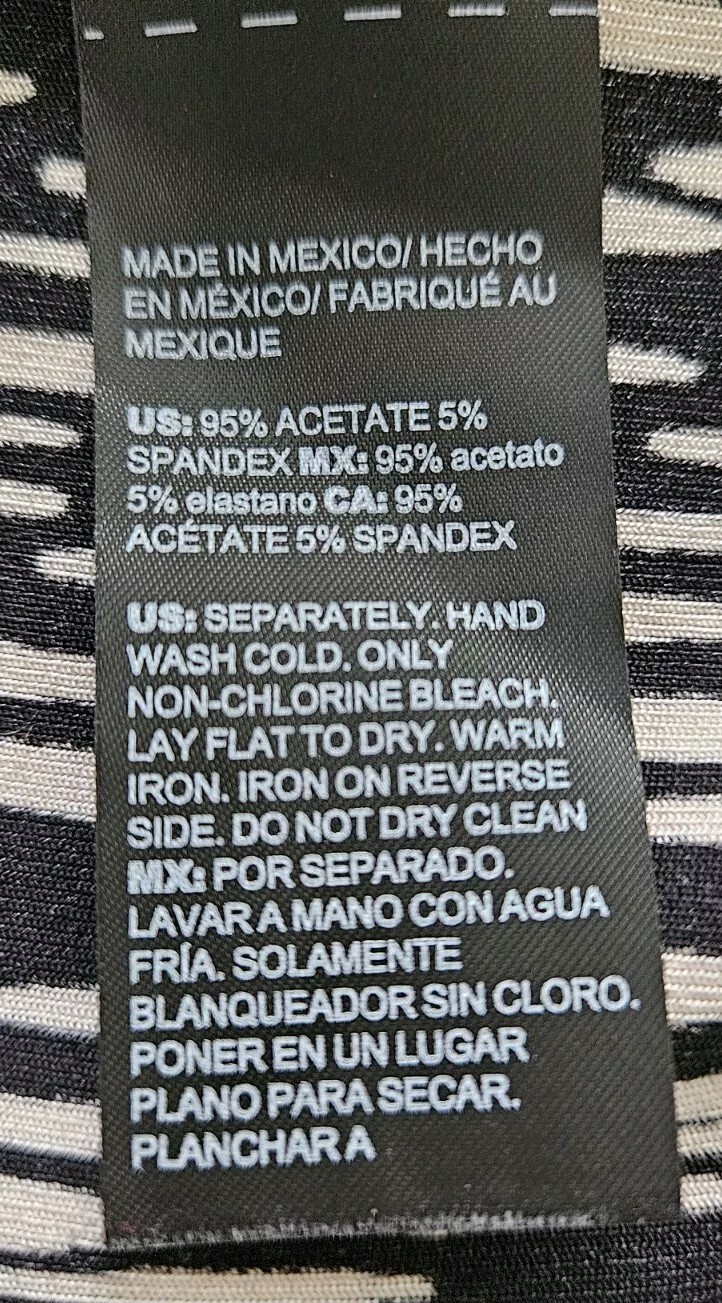 MADE IN MEXICO/ HECHO
EN MÉXICO/ FABRIQUÉ AU
MEXIQUE
US: 95% ACETATE 5%
SPANDEX MX: 95% acetato
5% elastano CA: 95%
ACÉTATE 5% SPANDEX
US: SEPARATELY. HAND
WASH COLD. ONLY
NON-CHLORINE BLEACH.
LAY FLAT TO DRY. WARM
IRON. IRON ON REVERSE
SIDE. DO NOT DRY CLEAN
MX: POR SEPARADO.
LAVAR A MANO CON AGUA
FRÍA. SOLAMENTE
BLANQUEADOR SIN CLORO.
PONER EN UN LUGAR
PLANO PARA SECAR.
PLANCHAR A